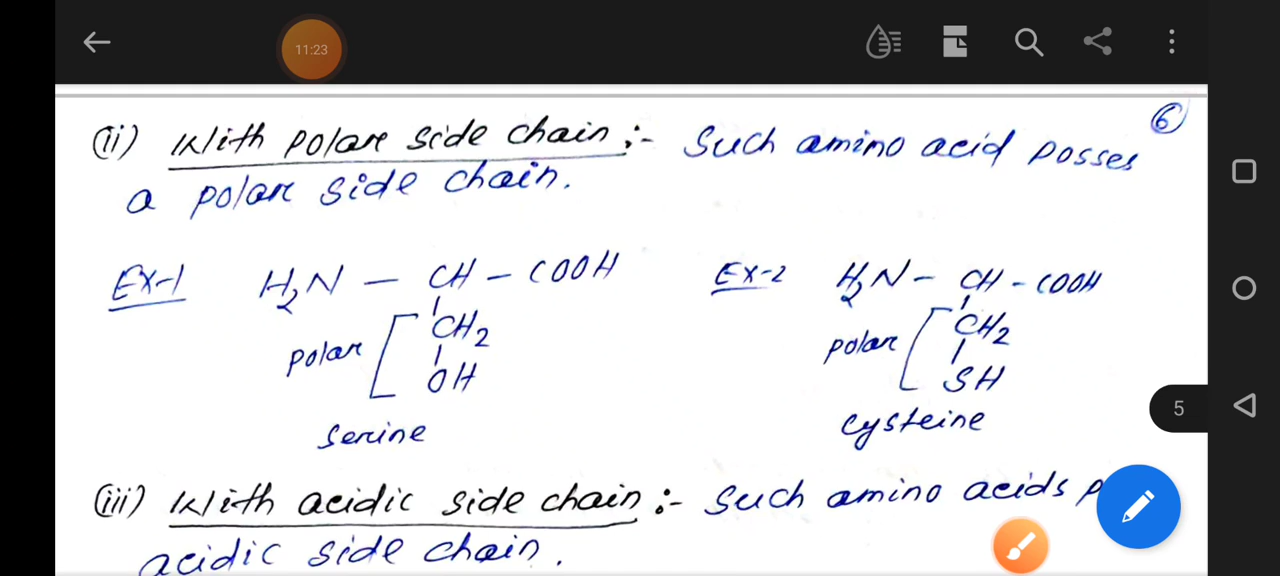 11:23
6
(ii) With polar side chain :- Such amino acid posses
a polar side chain.
Ex-1 H2N - CH - COOH Ex-2 H2N - CH - COOH
polar [ CH2 polar [ CH2
OH SH
Serine Cysteine
5
(iii) With acidic side chain :- Such amino acids p
acidic side chain.